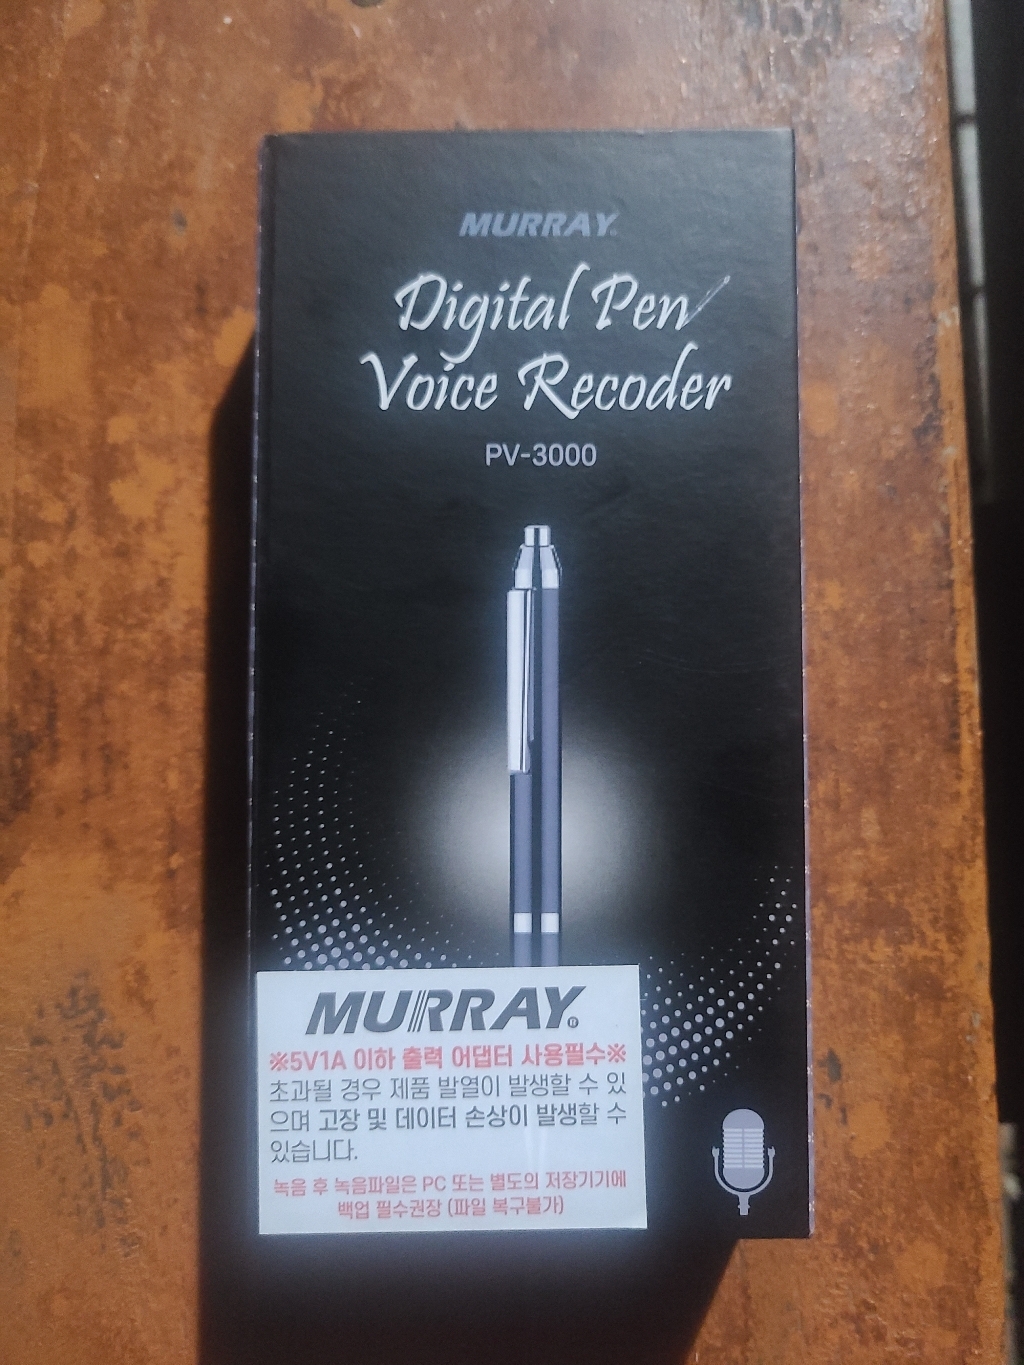 MURRAY
Digital Pen
Voice Recoder
PV-3000
MURRAY
※5V1A 이하 출력 어댑터 사용필수※
초과될 경우 제품 발열이 발생할 수 있
으며 고장 및 데이터 손상이 발생할 수
있습니다.
녹음 후 녹음파일은 PC 또는 별도의 저장기기에
백업 필수권장 (파일 복구불가)